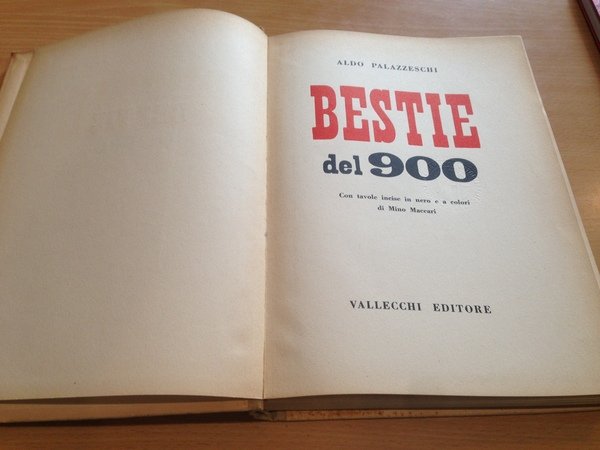 ALDO PALAZZESCHI
BESTIE
del 900
Con tavole incise in nero e a colori
di Mino Maccari
VALLECCHI EDITORE